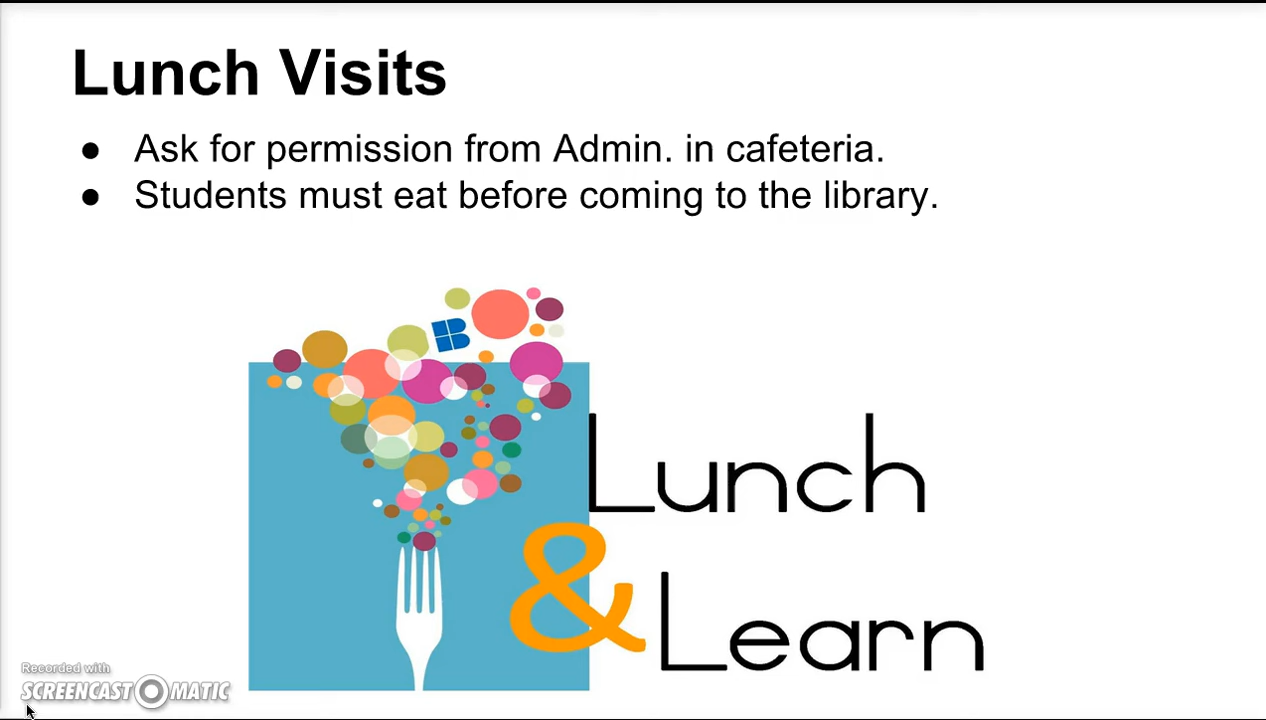 Lunch Visits
● Ask for permission from Admin. in cafeteria.
● Students must eat before coming to the library.
B
Lunch
&
Learn
Recorded with
SCREENCAST-O-MATIC